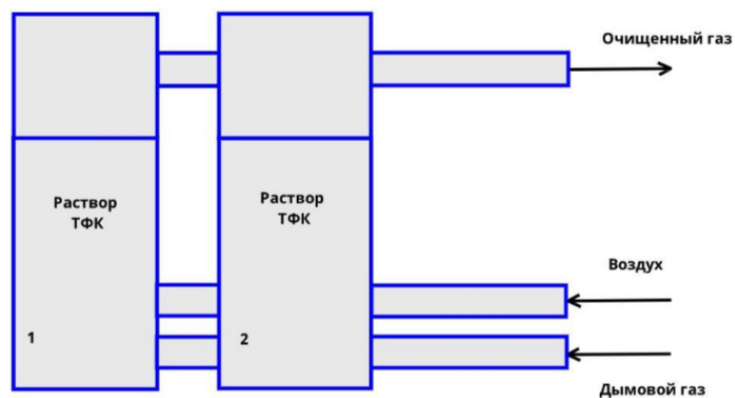 Очищенный газ
Раствор
ТФК
Раствор
ТФК
Воздух
1
2
Дымовой газ